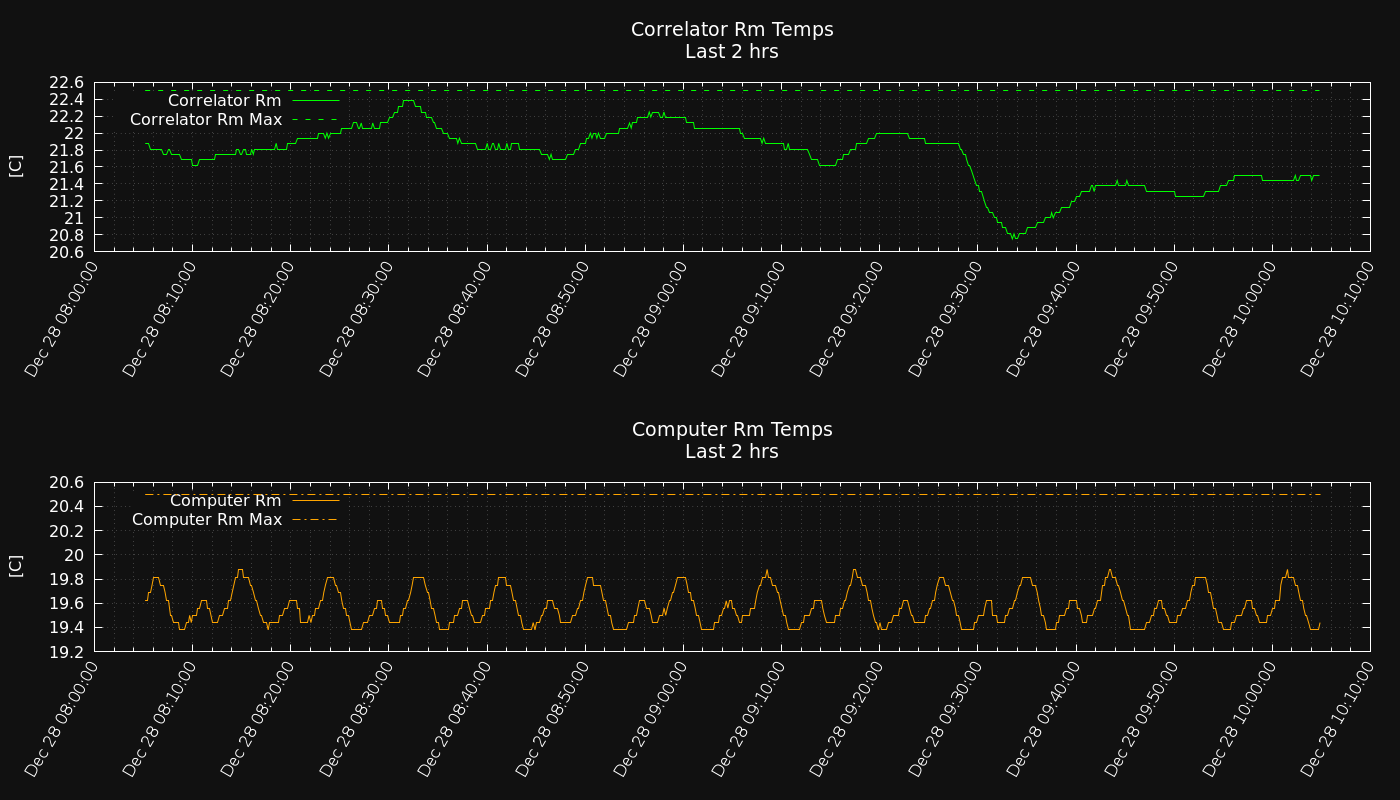 Correlator Rm Temps
Last 2 hrs
[C]
22.6
22.4
22.2
22
21.8
21.6
21.4
21.2
21
20.8
20.6
Correlator Rm
Correlator Rm Max
Dec 28 08:00:00
Dec 28 08:10:00
Dec 28 08:20:00
Dec 28 08:30:00
Dec 28 08:40:00
Dec 28 08:50:00
Dec 28 09:00:00
Dec 28 09:10:00
Dec 28 09:20:00
Dec 28 09:30:00
Dec 28 09:40:00
Dec 28 09:50:00
Dec 28 10:00:00
Dec 28 10:10:00
Computer Rm Temps
Last 2 hrs
[C]
20.6
20.4
20.2
20
19.8
19.6
19.4
19.2
Computer Rm
Computer Rm Max
Dec 28 08:00:00
Dec 28 08:10:00
Dec 28 08:20:00
Dec 28 08:30:00
Dec 28 08:40:00
Dec 28 08:50:00
Dec 28 09:00:00
Dec 28 09:10:00
Dec 28 09:20:00
Dec 28 09:30:00
Dec 28 09:40:00
Dec 28 09:50:00
Dec 28 10:00:00
Dec 28 10:10:00